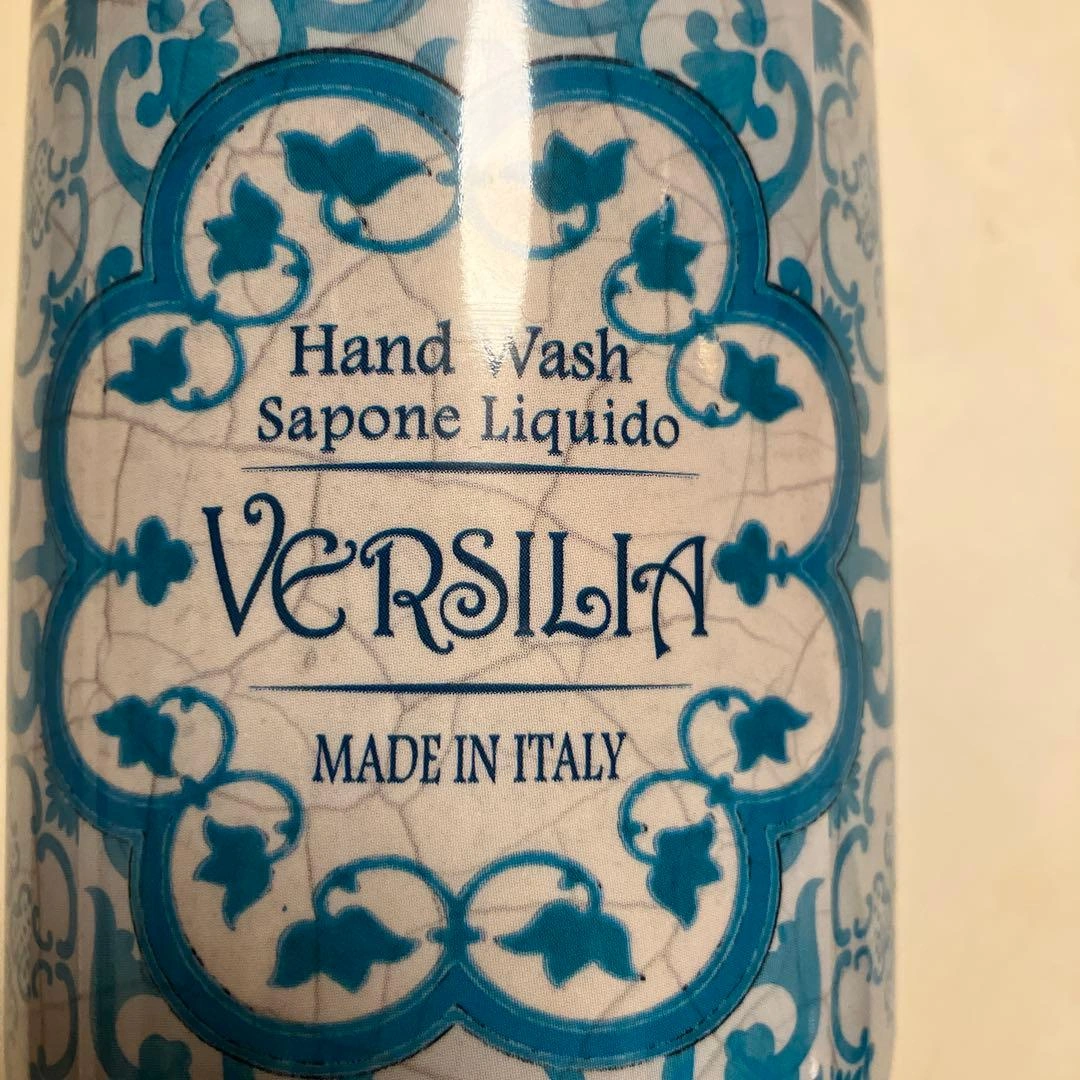 Hand Wash
Sapone Liquido
VERSILIA
MADE IN ITALY